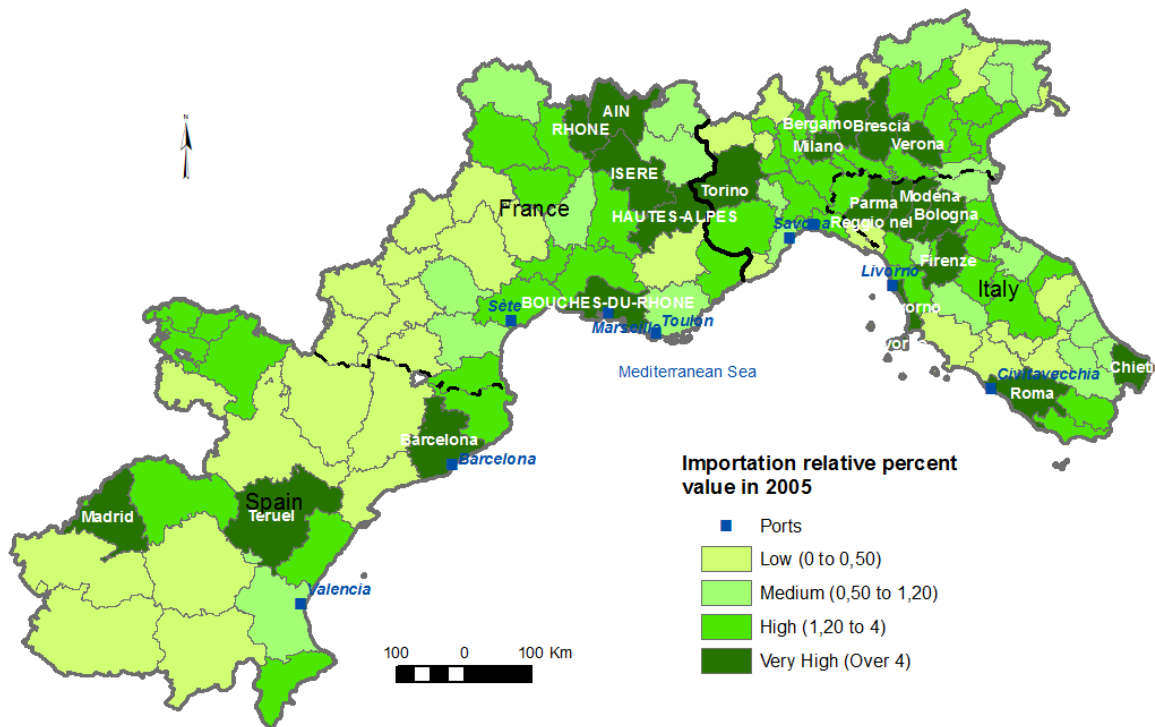 N
AIN
RHONE
Bergamo
Brescia
Milano
Verona
ISERE
Torino
France
HAUTES-ALPES
Parma
Modena
Reggio nel
Bologna
Savona
Firenze
Livorno
Italy
BOUCHES-DU-RHONE
Sète
Marseille
Toulon
orno
vor
Mediterranean Sea
Civitavecchia
Chieti
Roma
Barcelona
Barcelona
Spain
Teruel
Madrid
Valencia
Importation relative percent
value in 2005
Ports
Low (0 to 0,50)
Medium (0,50 to 1,20)
High (1,20 to 4)
Very High (Over 4)
100 0 100 Km